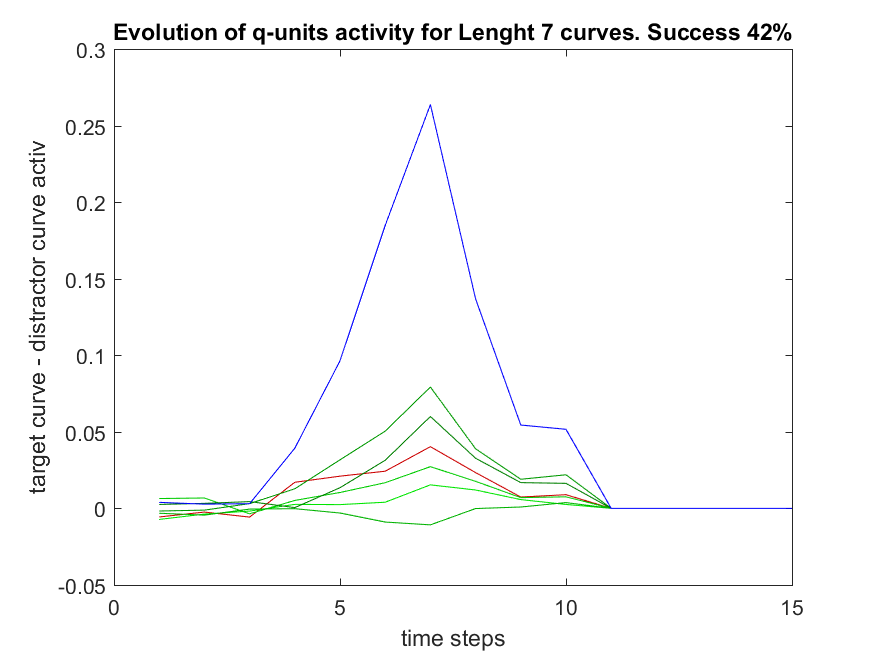 Evolution of q-units activity for Lenght 7 curves. Success 42%
0.3
0.25
0.2
0.15
0.1
0.05
0
-0.05
target curve - distractor curve activ
0 5 10 15
time steps